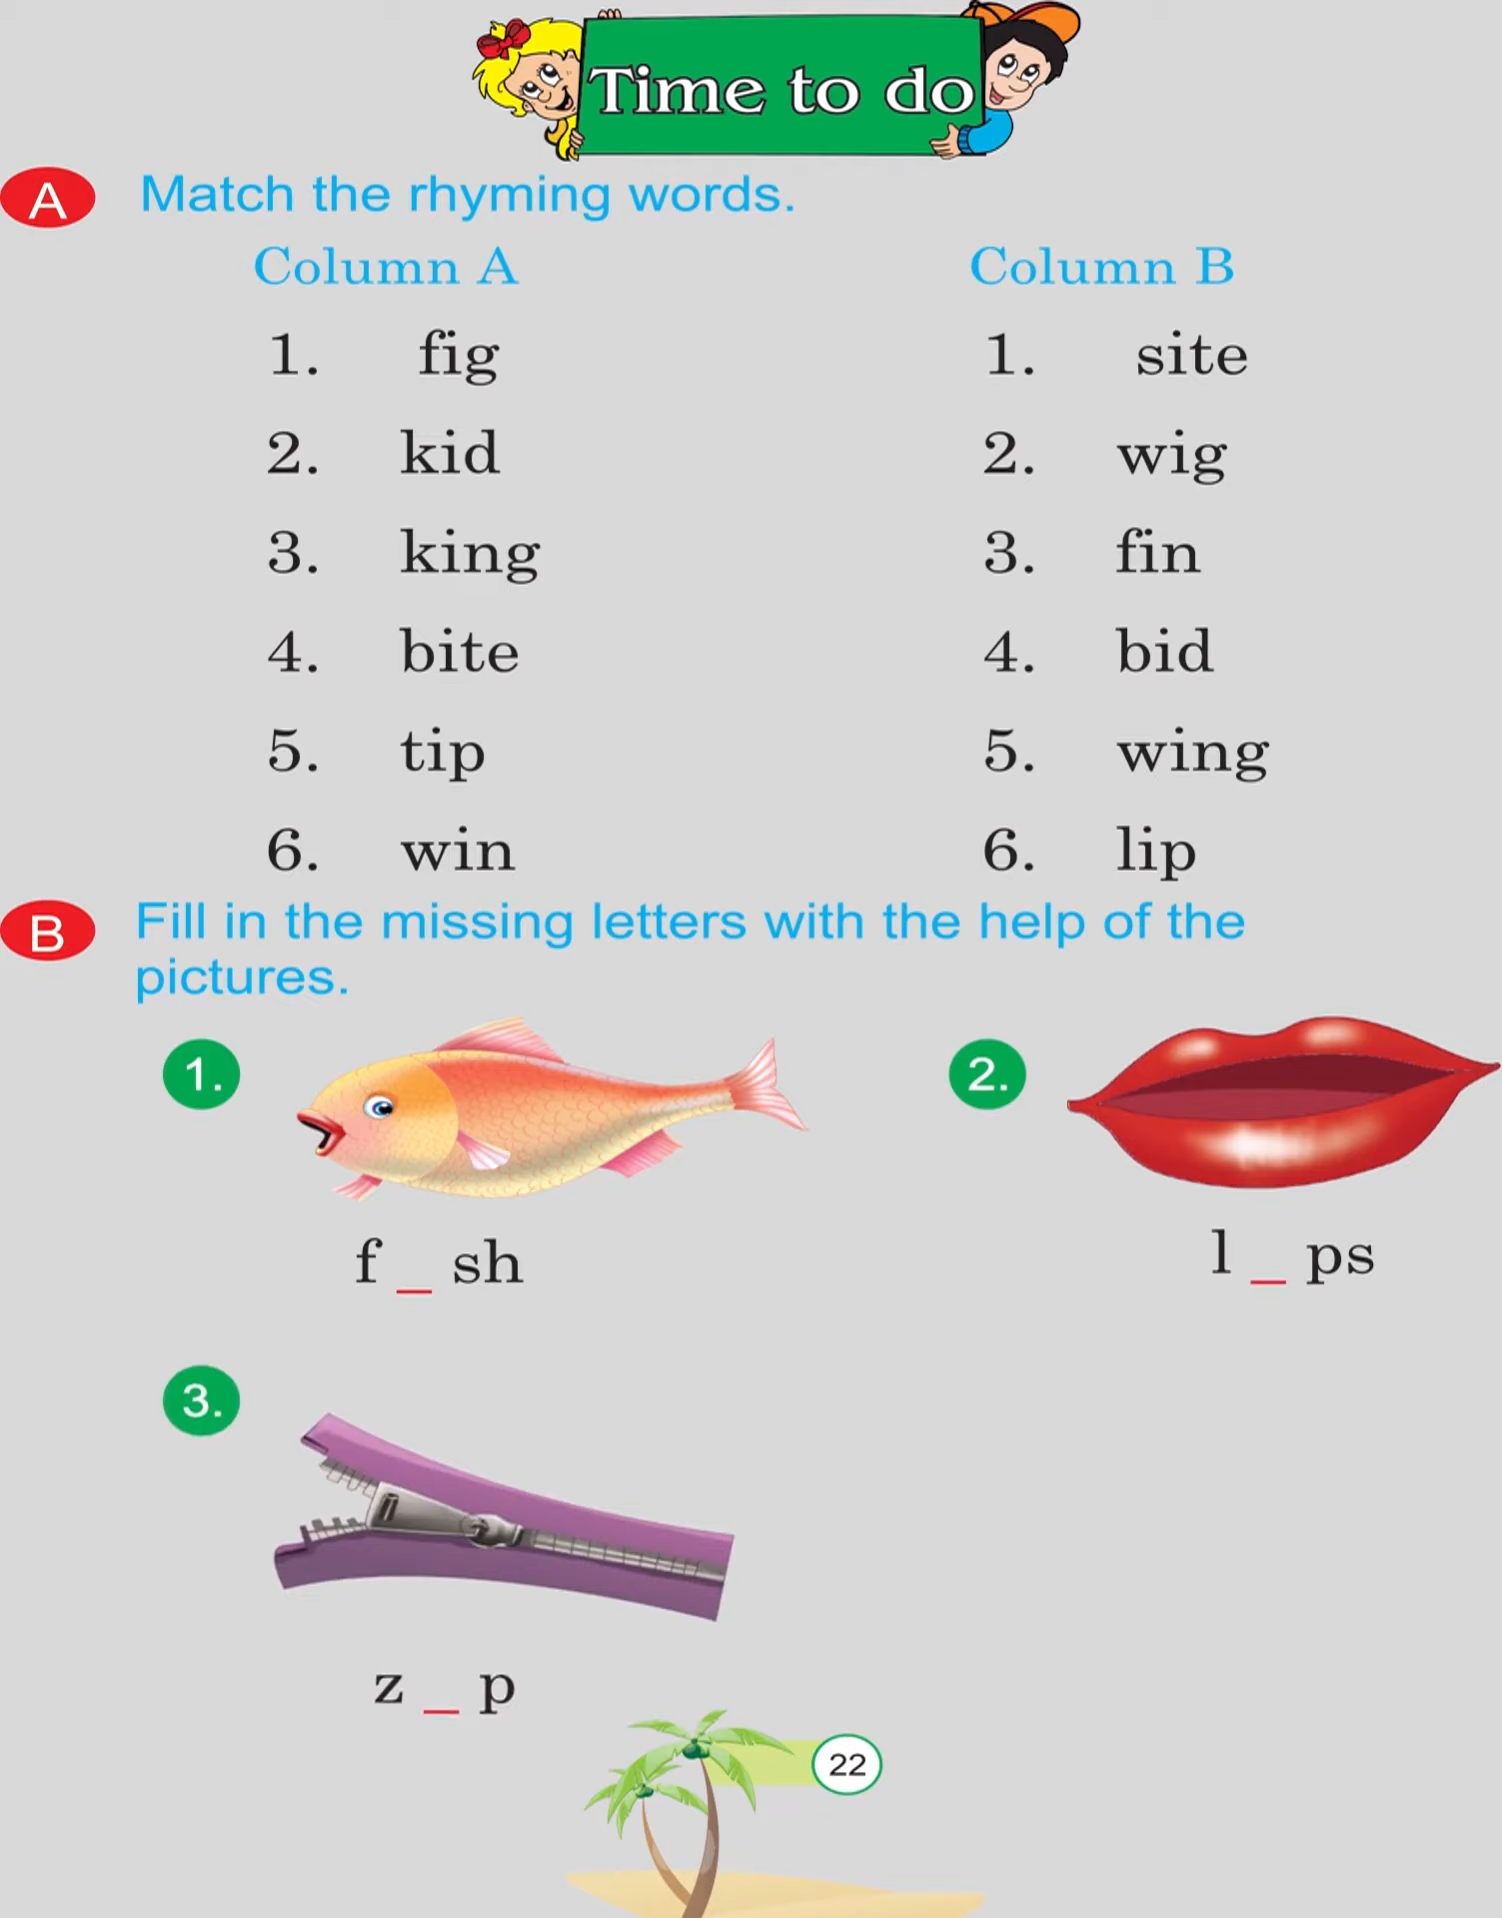 Time to do
A Match the rhyming words.
Column A Column B
1. fig 1. site
2. kid 2. wig
3. king 3. fin
4. bite 4. bid
5. tip 5. wing
6. win 6. lip
B Fill in the missing letters with the help of the
pictures.
1. 2.
f _ sh l _ ps
3.
z _ p
22